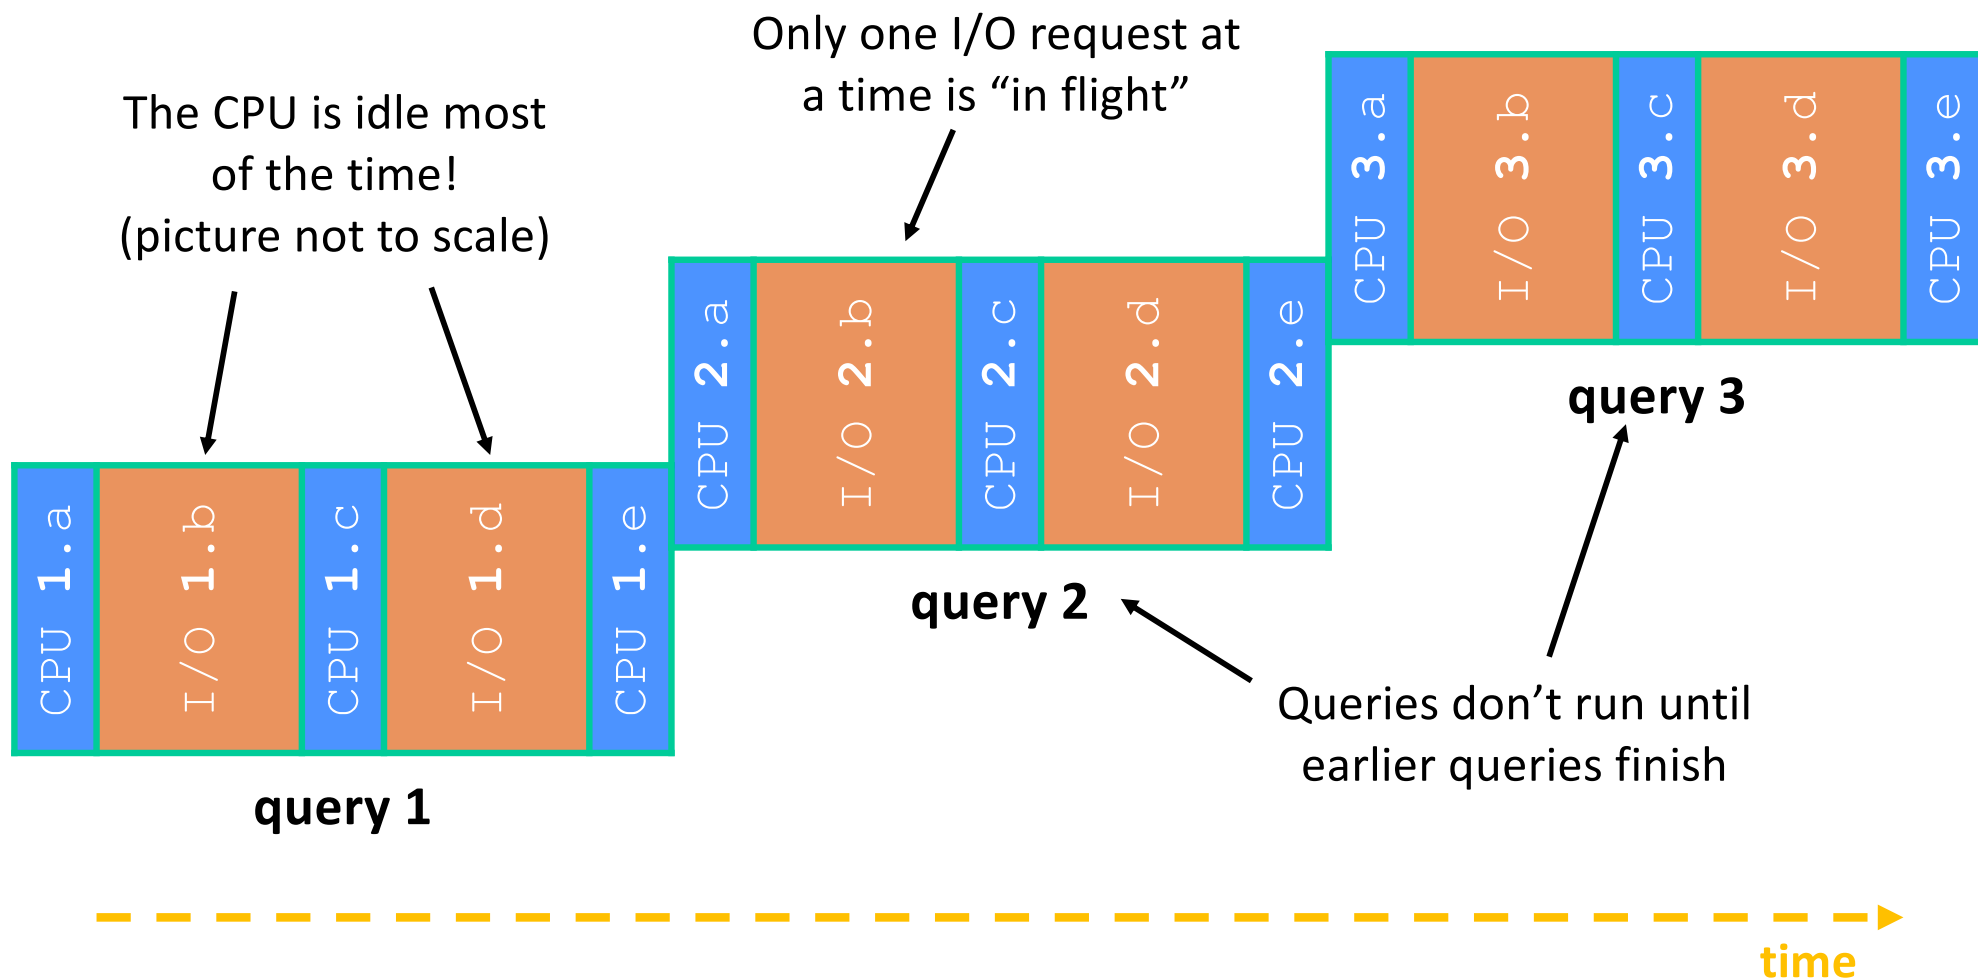 The CPU is idle most
of the time!
(picture not to scale)
Only one I/O request at
a time is “in flight”
CPU 1.a
I/O 1.b
CPU 1.c
I/O 1.d
CPU 1.e
query 1
CPU 2.a
I/O 2.b
CPU 2.c
I/O 2.d
CPU 2.e
query 2
CPU 3.a
I/O 3.b
CPU 3.c
I/O 3.d
CPU 3.e
query 3
Queries don’t run until
earlier queries finish
time